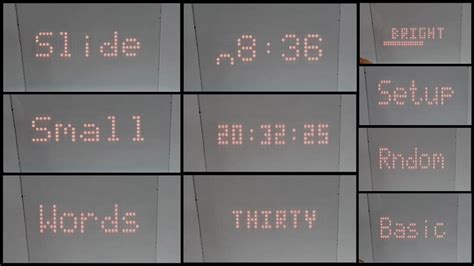 Slide
8:36
BRIGHT
Setup
Small
20:32:25
Rndom
Words
THIRTY
Basic